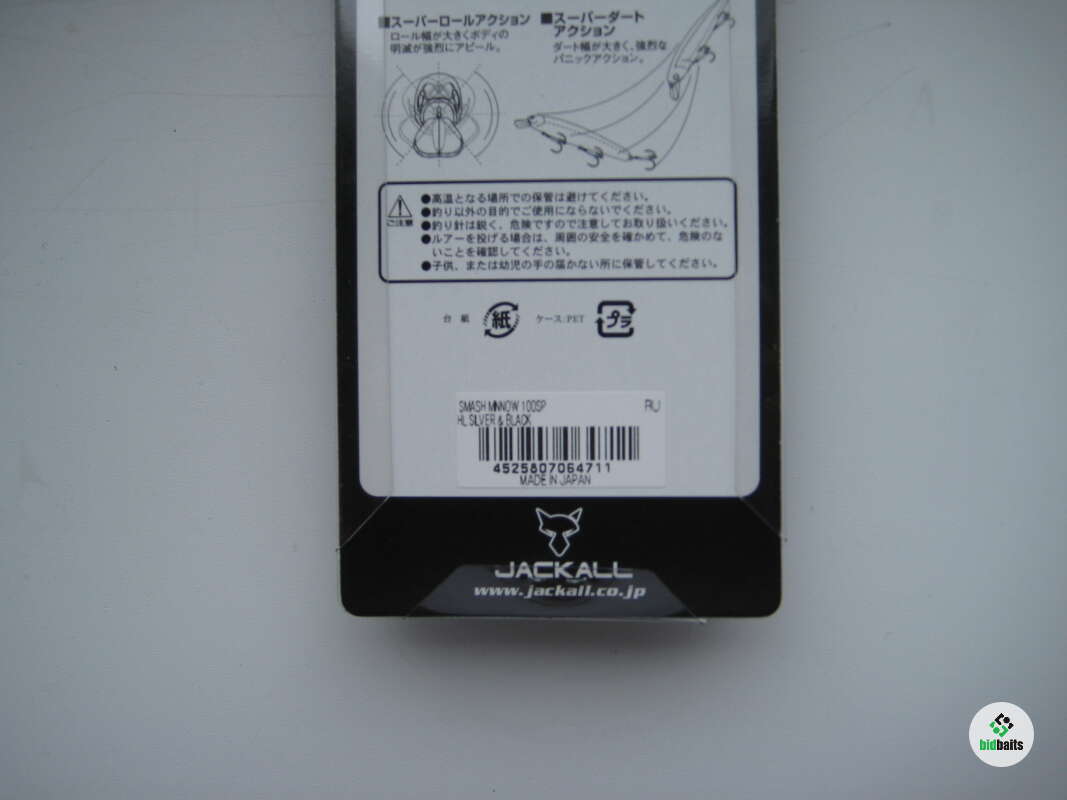 ■スーパーロールアクション
ロール幅が大きくボディの
明滅が強烈にアピール。
■スーパーダート
アクション
ダート幅が大きく、強烈な
パニックアクション。
ご注意
●高温となる場所での保管は避けてください。
●釣り以外の目的でご使用にならないでください。
●釣り針は鋭く、危険ですので注意してお取り扱いください。
●ルアーを投げる場合は、周囲の安全を確かめて、危険のな
いことを確認してください。
●子供、または幼児の手の届かない所に保管してください。
台 紙 紙 ケース:PET プラ
SMASH MINNOW 100SP RU
HL SILVER & BLACK
4525807064711
MADE IN JAPAN
JACKALL
www.jackall.co.jp
bidbaits